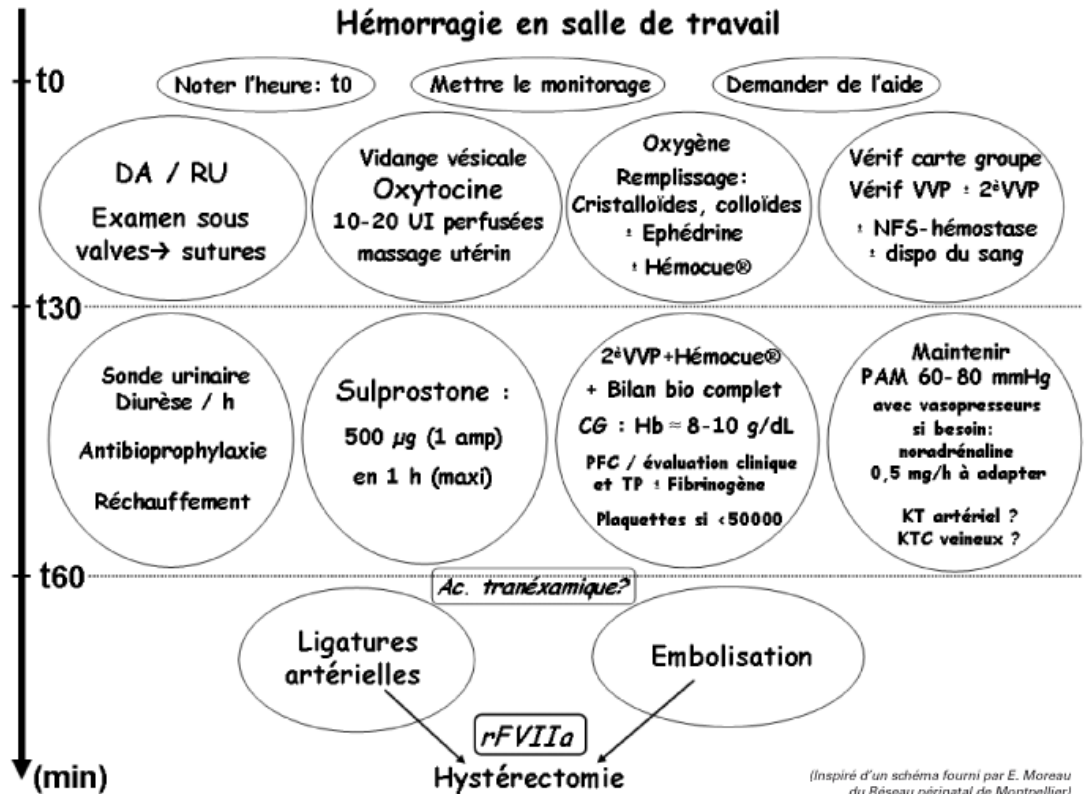 Hémorragie en salle de travail
t0
Noter l'heure: t0
Mettre le monitorage
Demander de l'aide
DA / RU
Examen sous
valves→ sutures
Vidange vésicale
Oxytocine
10-20 UI perfusées
massage utérin
Oxygène
Remplissage:
Cristalloïdes, colloïdes
± Ephédrine
± Hémocue®
Vérif carte groupe
Vérif VVP ± 2èVVP
± NFS-hémostase
± dispo du sang
t30
Sonde urinaire
Diurèse / h
Antibioprophylaxie
Réchauffement
Sulprostone :
500 µg (1 amp)
en 1 h (maxi)
2èVVP+Hémocue®
+ Bilan bio complet
CG : Hb ≈ 8-10 g/dL
PFC / évaluation clinique
et TP ± Fibrinogène
Plaquettes si <50000
Maintenir
PAM 60-80 mmHg
avec vasopresseurs
si besoin:
noradrénaline
0,5 mg/h à adapter
KT artériel ?
KTC veineux ?
t60
Ac. tranéxamique?
Ligatures
artérielles
Embolisation
rFVIIa
Hystérectomie
(min)
(Inspiré d'un schéma fourni par E. Moreau
du Réseau périnatal de Montpellier)